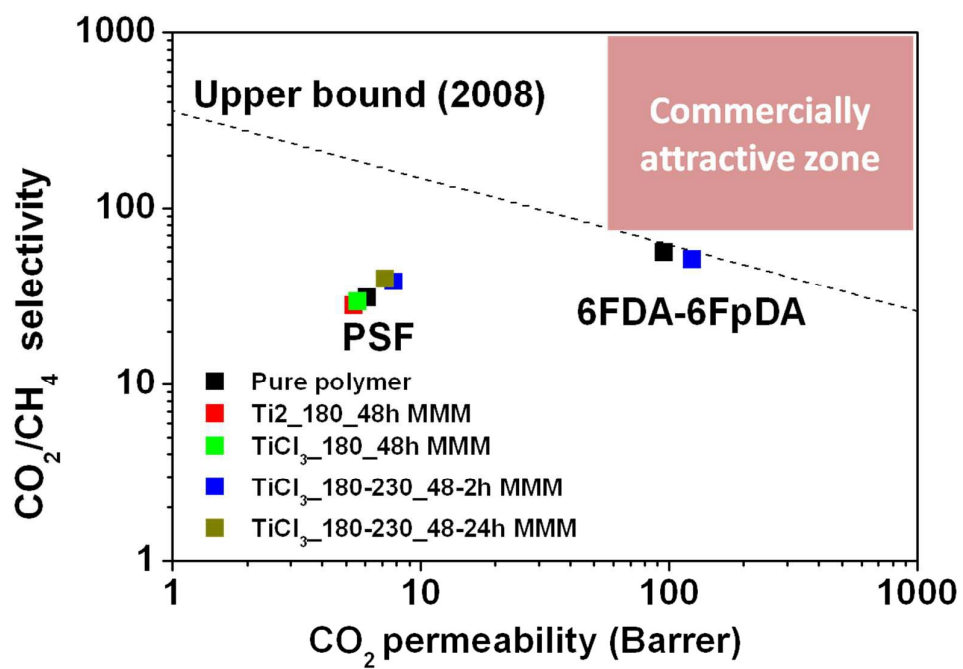 1000
100
10
1
CO2/CH4 selectivity
Upper bound (2008)
Commercially
attractive zone
6FDA-6FpDA
PSF
Pure polymer
Ti2_180_48h MMM
TiCl3_180_48h MMM
TiCl3_180-230_48-2h MMM
TiCl3_180-230_48-24h MMM
1 10 100 1000
CO2 permeability (Barrer)